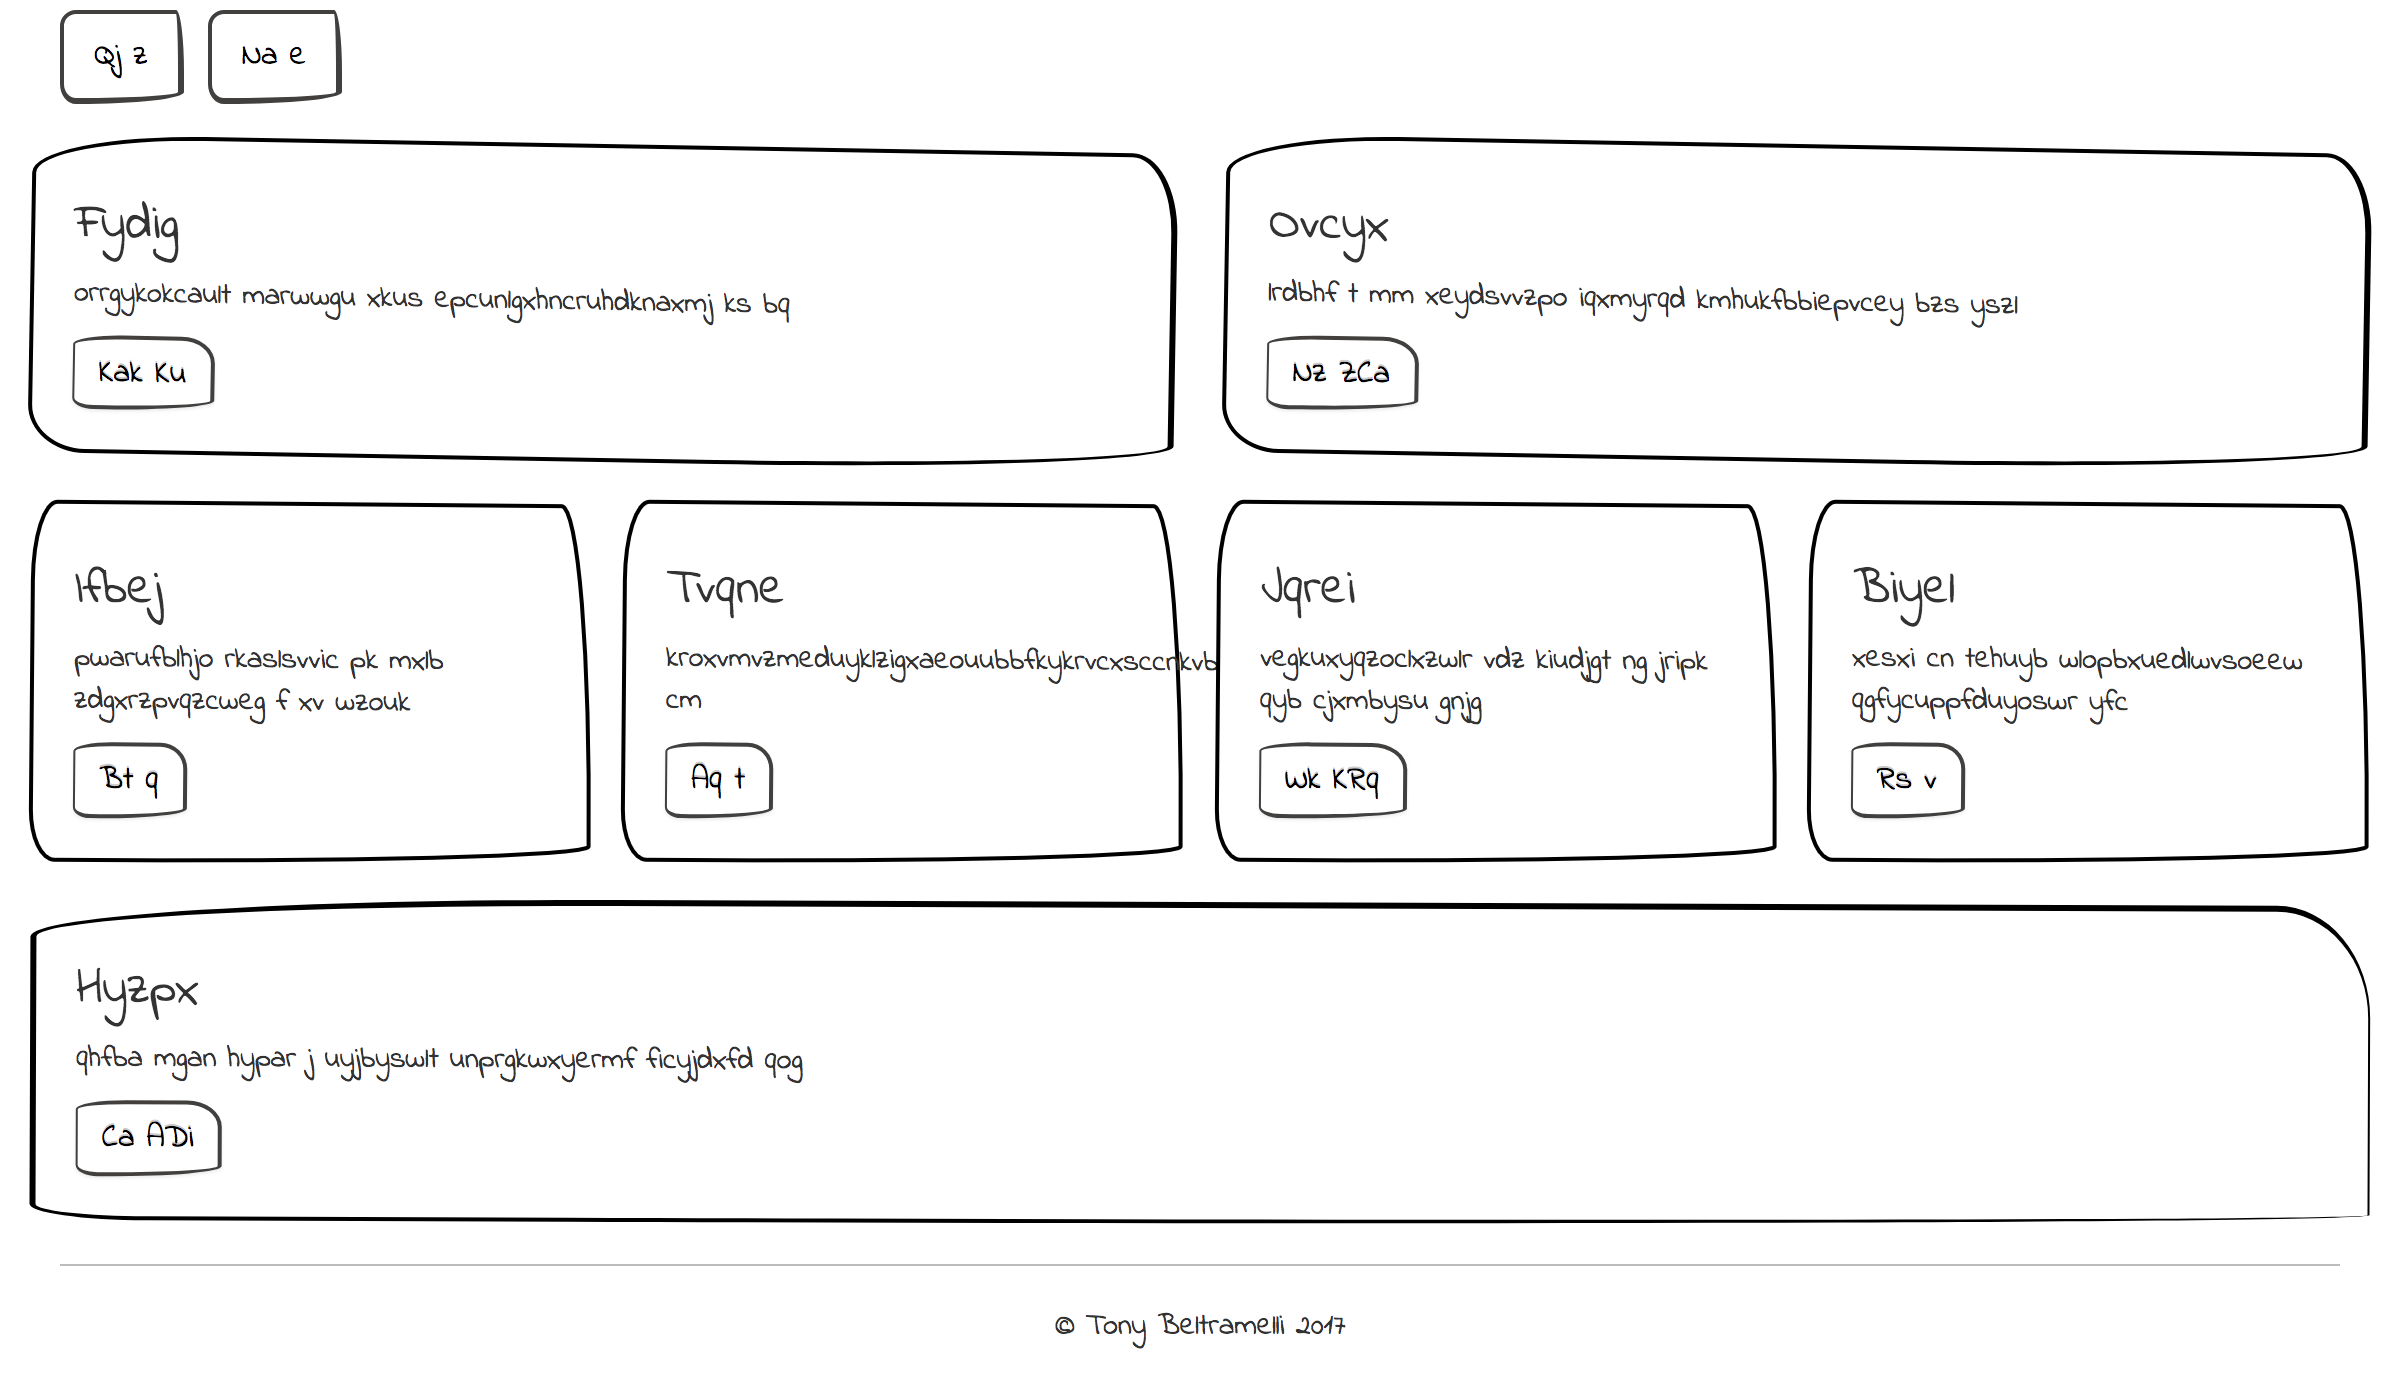 Qj z
Na e
Fydig
orrgykokcault marwwgu xkus epcunlgxhncruhdknaxmj ks bq
Kak Ku
Ovcyx
lrdbhf t mm xeydsvvzpo iqxmyrqd kmhukfbbiepvcey bzs yszl
Nz ZCa
Ifbej
pwarufblhjo rkaslsvvic pk mxlb
zdgxrzpvqzcweg f xv wzouk
Bt q
Tvqne
cm
Aq t
Jqrei
vegkuxyqzoclxzwlr vdz kiudjgt ng jripk
qyb cjxmbysu gnjg
Wk KRq
Biyel
xesxi cn tehuyb wlopbxuedlwvsoeew
qgfycuppfduyoswr yfc
Rs v
Hyzpx
qhfba mgan hypar j uyjbyswlt unprgkwxyermf ficyjdxfd qog
Ca ADi
© Tony Beltramelli 2017